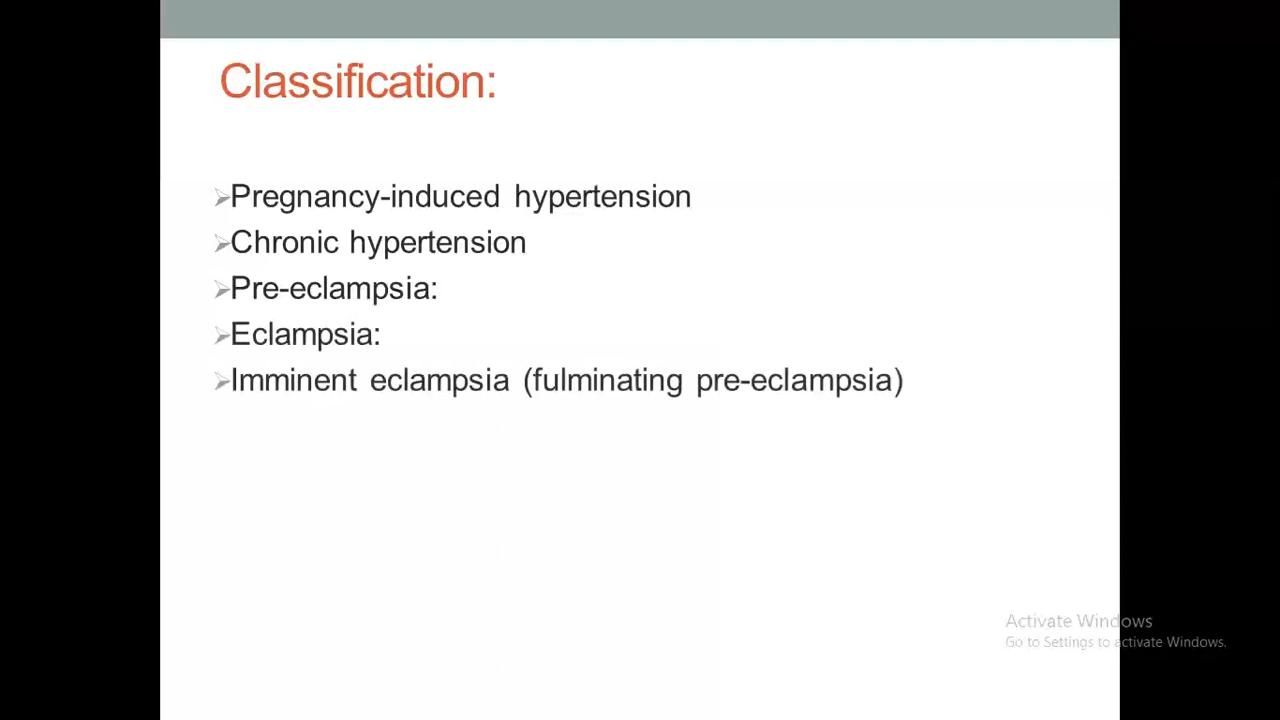 Classification:
➢Pregnancy-induced hypertension
➢Chronic hypertension
➢Pre-eclampsia:
➢Eclampsia:
➢Imminent eclampsia (fulminating pre-eclampsia)
Activate Windows
Go to Settings to activate Windows.